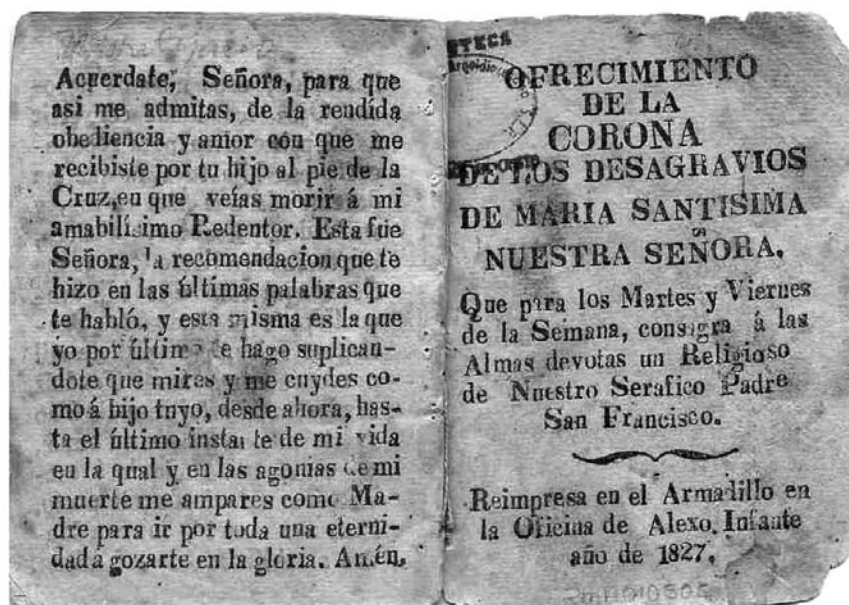 Acuerdate, Señora, para que
asi me admitas, de la rendída
obediencia y amor con que me
recibiste por tu hijo al pie de la
Cruz, en que veías morir á mi
amabilísimo Redentor. Esta fue
Señora, la recomendacion que te
hizo en las últimas palabras que
te habló, y esta misma es la que
yo por último te hago suplican-
dote que mires y me cuydes co-
mo á hijo tuyo, desde ahora, has-
ta el último instante de mi vida
en la qual y en las agonias de mi
muerte me ampares como Ma-
dre para ir por toda una eterni-
dad a gozarte en la gloria. Amén.
OFRECIMIENTO
DE LA
CORONA
DE LOS DESAGRAVIOS
DE MARIA SANTISIMA
NUESTRA SEÑORA.
Que para los Martes y Viernes
de la Semana, consagra á las
Almas devotas un Religioso
de Nuestro Serafico Padre
San Francisco.
Reimpresa en el Armadillo en
la Oficina de Alexo Infante
año de 1827.